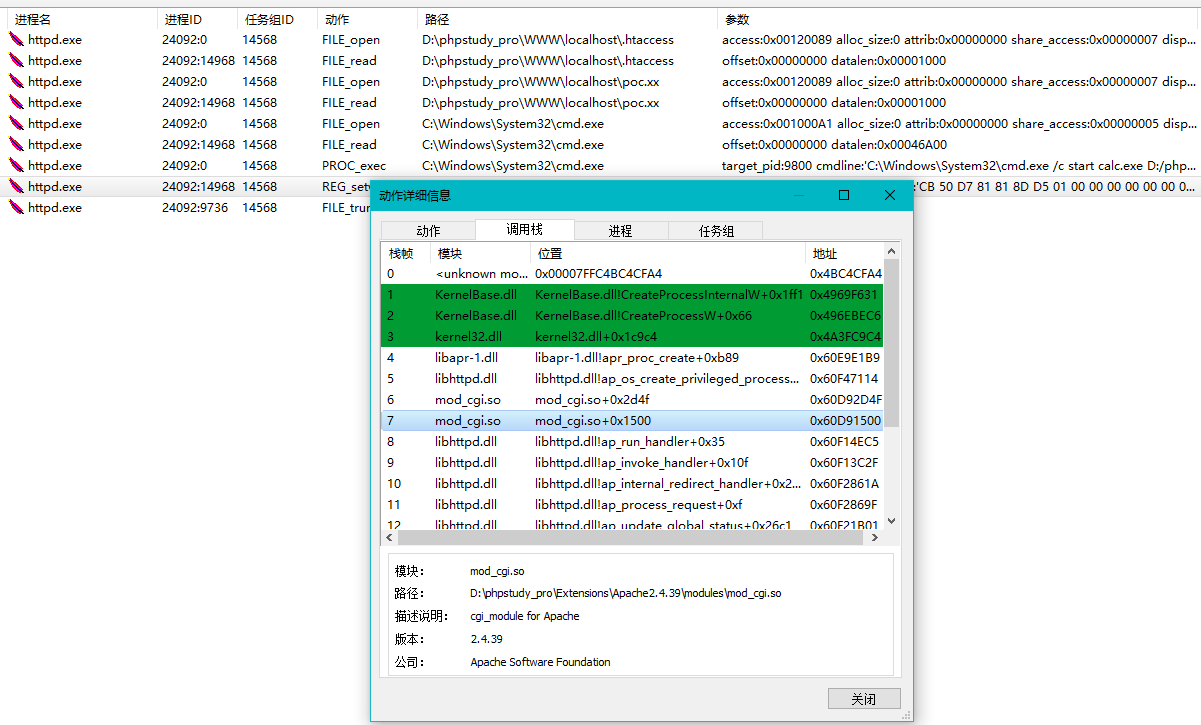 进程名 进程ID 任务组ID 动作 路径 参数
httpd.exe 24092:0 14568 FILE_open D:\phpstudy_pro\WWW\localhost\.htaccess access:0x00120089 alloc_size:0 attrib:0x00000000 share_access:0x00000007 disp...
httpd.exe 24092:14968 14568 FILE_read D:\phpstudy_pro\WWW\localhost\.htaccess offset:0x00000000 datalen:0x00001000
httpd.exe 24092:0 14568 FILE_open D:\phpstudy_pro\WWW\localhost\poc.xx access:0x00120089 alloc_size:0 attrib:0x00000000 share_access:0x00000007 disp...
httpd.exe 24092:14968 14568 FILE_read D:\phpstudy_pro\WWW\localhost\poc.xx offset:0x00000000 datalen:0x00001000
httpd.exe 24092:0 14568 FILE_open C:\Windows\System32\cmd.exe access:0x001000A1 alloc_size:0 attrib:0x00000000 share_access:0x00000005 disp...
httpd.exe 24092:14968 14568 FILE_read C:\Windows\System32\cmd.exe offset:0x00000000 datalen:0x00046A00
httpd.exe 24092:0 14568 PROC_exec C:\Windows\System32\cmd.exe target_pid:9800 cmdline:'C:\Windows\System32\cmd.exe /c start calc.exe D:/php...
httpd.exe 24092:14968 14568 REG_setv :'CB 50 D7 81 81 8D D5 01 00 00 00 00 00 00 0...
httpd.exe 24092:9736 14568 FILE_trun
动作详细信息
动作 调用栈 进程 任务组
栈帧 模块 位置 地址
0 <unknown mo... 0x00007FFC4BC4CFA4 0x4BC4CFA4
1 KernelBase.dll KernelBase.dll!CreateProcessInternalW+0x1ff1 0x4969F631
2 KernelBase.dll KernelBase.dll!CreateProcessW+0x66 0x496EBEC6
3 kernel32.dll kernel32.dll+0x1c9c4 0x4A3FC9C4
4 libapr-1.dll libapr-1.dll!apr_proc_create+0xb89 0x60E9E1B9
5 libhttpd.dll libhttpd.dll!ap_os_create_privileged_process... 0x60F47114
6 mod_cgi.so mod_cgi.so+0x2d4f 0x60D92D4F
7 mod_cgi.so mod_cgi.so+0x1500 0x60D91500
8 libhttpd.dll libhttpd.dll!ap_run_handler+0x35 0x60F14EC5
9 libhttpd.dll libhttpd.dll!ap_invoke_handler+0x10f 0x60F13C2F
10 libhttpd.dll libhttpd.dll!ap_internal_redirect_handler+0x2... 0x60F2861A
11 libhttpd.dll libhttpd.dll!ap_process_request+0xf 0x60F2869F
12 libhttpd.dll libhttpd.dll!ap_update_global_status+0x26c1 0x60F21B01
模块： mod_cgi.so
路径： D:\phpstudy_pro\Extensions\Apache2.4.39\modules\mod_cgi.so
描述说明： cgi_module for Apache
版本： 2.4.39
公司： Apache Software Foundation
关闭